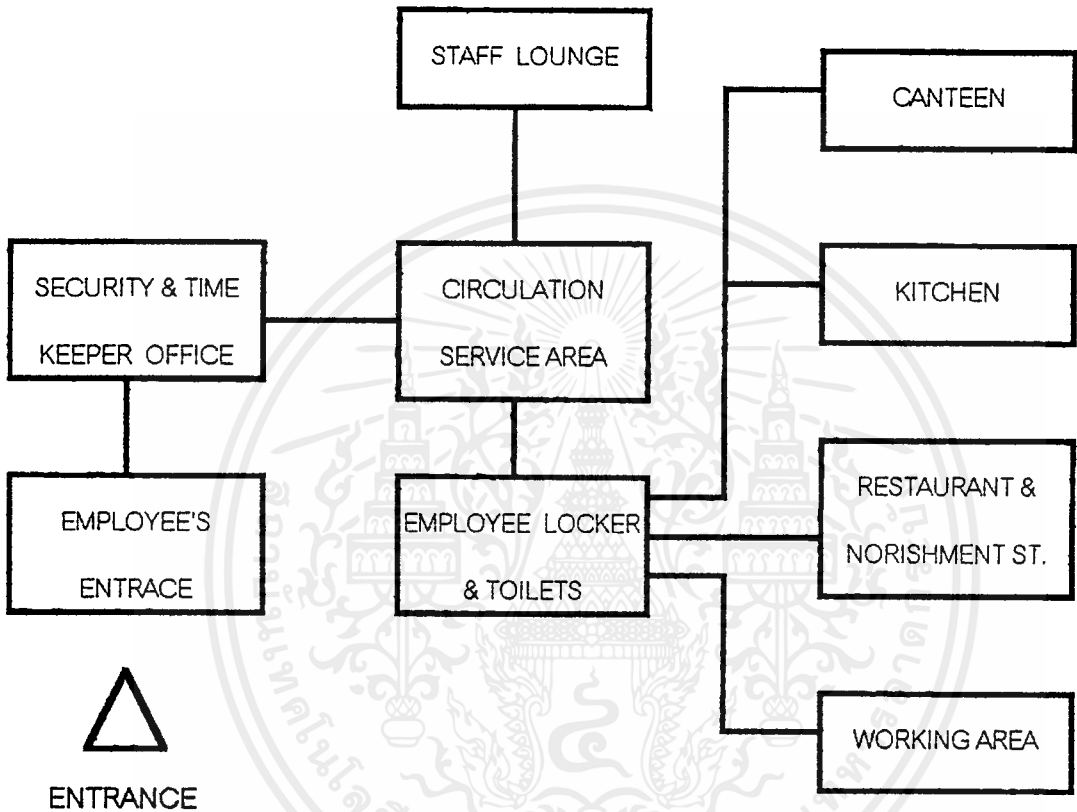 STAFF LOUNGE
CANTEEN
SECURITY & TIME
KEEPER OFFICE
CIRCULATION
SERVICE AREA
KITCHEN
EMPLOYEE'S
ENTRACE
EMPLOYEE LOCKER
& TOILETS
RESTAURANT &
NORISHMENT ST.
WORKING AREA
ENTRANCE